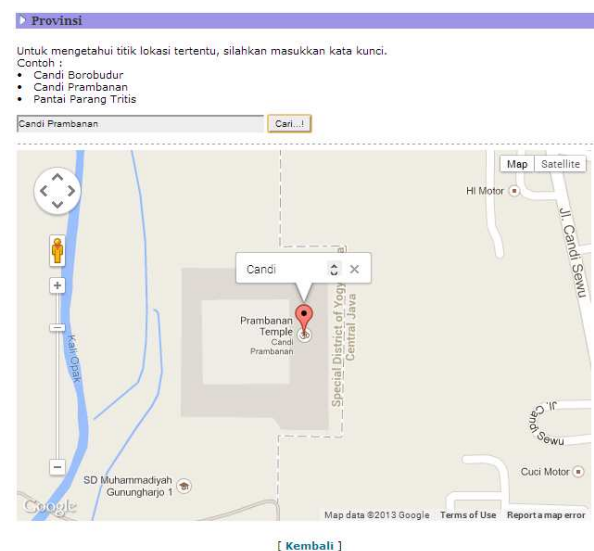 Provinsi
Untuk mengetahui titik lokasi tertentu, silahkan masukkan kata kunci.
Contoh :
• Candi Borobudur
• Candi Prambanan
• Pantai Parang Tritis
Candi Prambanan
Cari...!
Map
Satellite
HI Motor
Jl. Candi Sewu
Candi
Prambanan
Temple
Candi
Prambanan
Special District of Yogy
Central Java
Kali Opak
Jl. Candi Sewu
Cuci Motor
SD Muhammadiyah
Gunungharjo 1
Google
Map data ©2013 Google
Terms of Use
Report a map error
[ Kembali ]